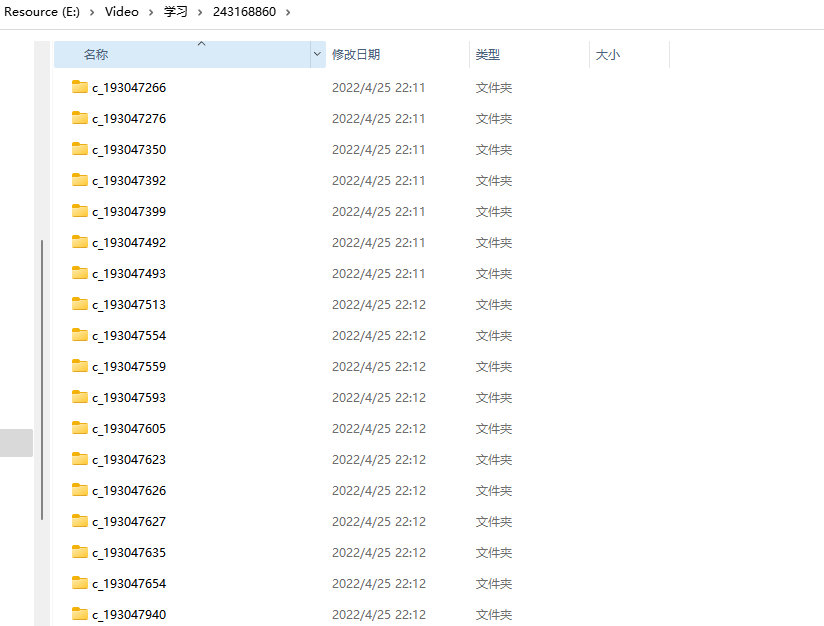 Resource (E:) > Video > 学习 > 243168860 >
名称 修改日期 类型 大小
c_193047266 2022/4/25 22:11 文件夹
c_193047276 2022/4/25 22:11 文件夹
c_193047350 2022/4/25 22:11 文件夹
c_193047392 2022/4/25 22:11 文件夹
c_193047399 2022/4/25 22:11 文件夹
c_193047492 2022/4/25 22:11 文件夹
c_193047493 2022/4/25 22:11 文件夹
c_193047513 2022/4/25 22:12 文件夹
c_193047554 2022/4/25 22:12 文件夹
c_193047559 2022/4/25 22:12 文件夹
c_193047593 2022/4/25 22:12 文件夹
c_193047605 2022/4/25 22:12 文件夹
c_193047623 2022/4/25 22:12 文件夹
c_193047626 2022/4/25 22:12 文件夹
c_193047627 2022/4/25 22:12 文件夹
c_193047635 2022/4/25 22:12 文件夹
c_193047654 2022/4/25 22:12 文件夹
c_193047940 2022/4/25 22:12 文件夹